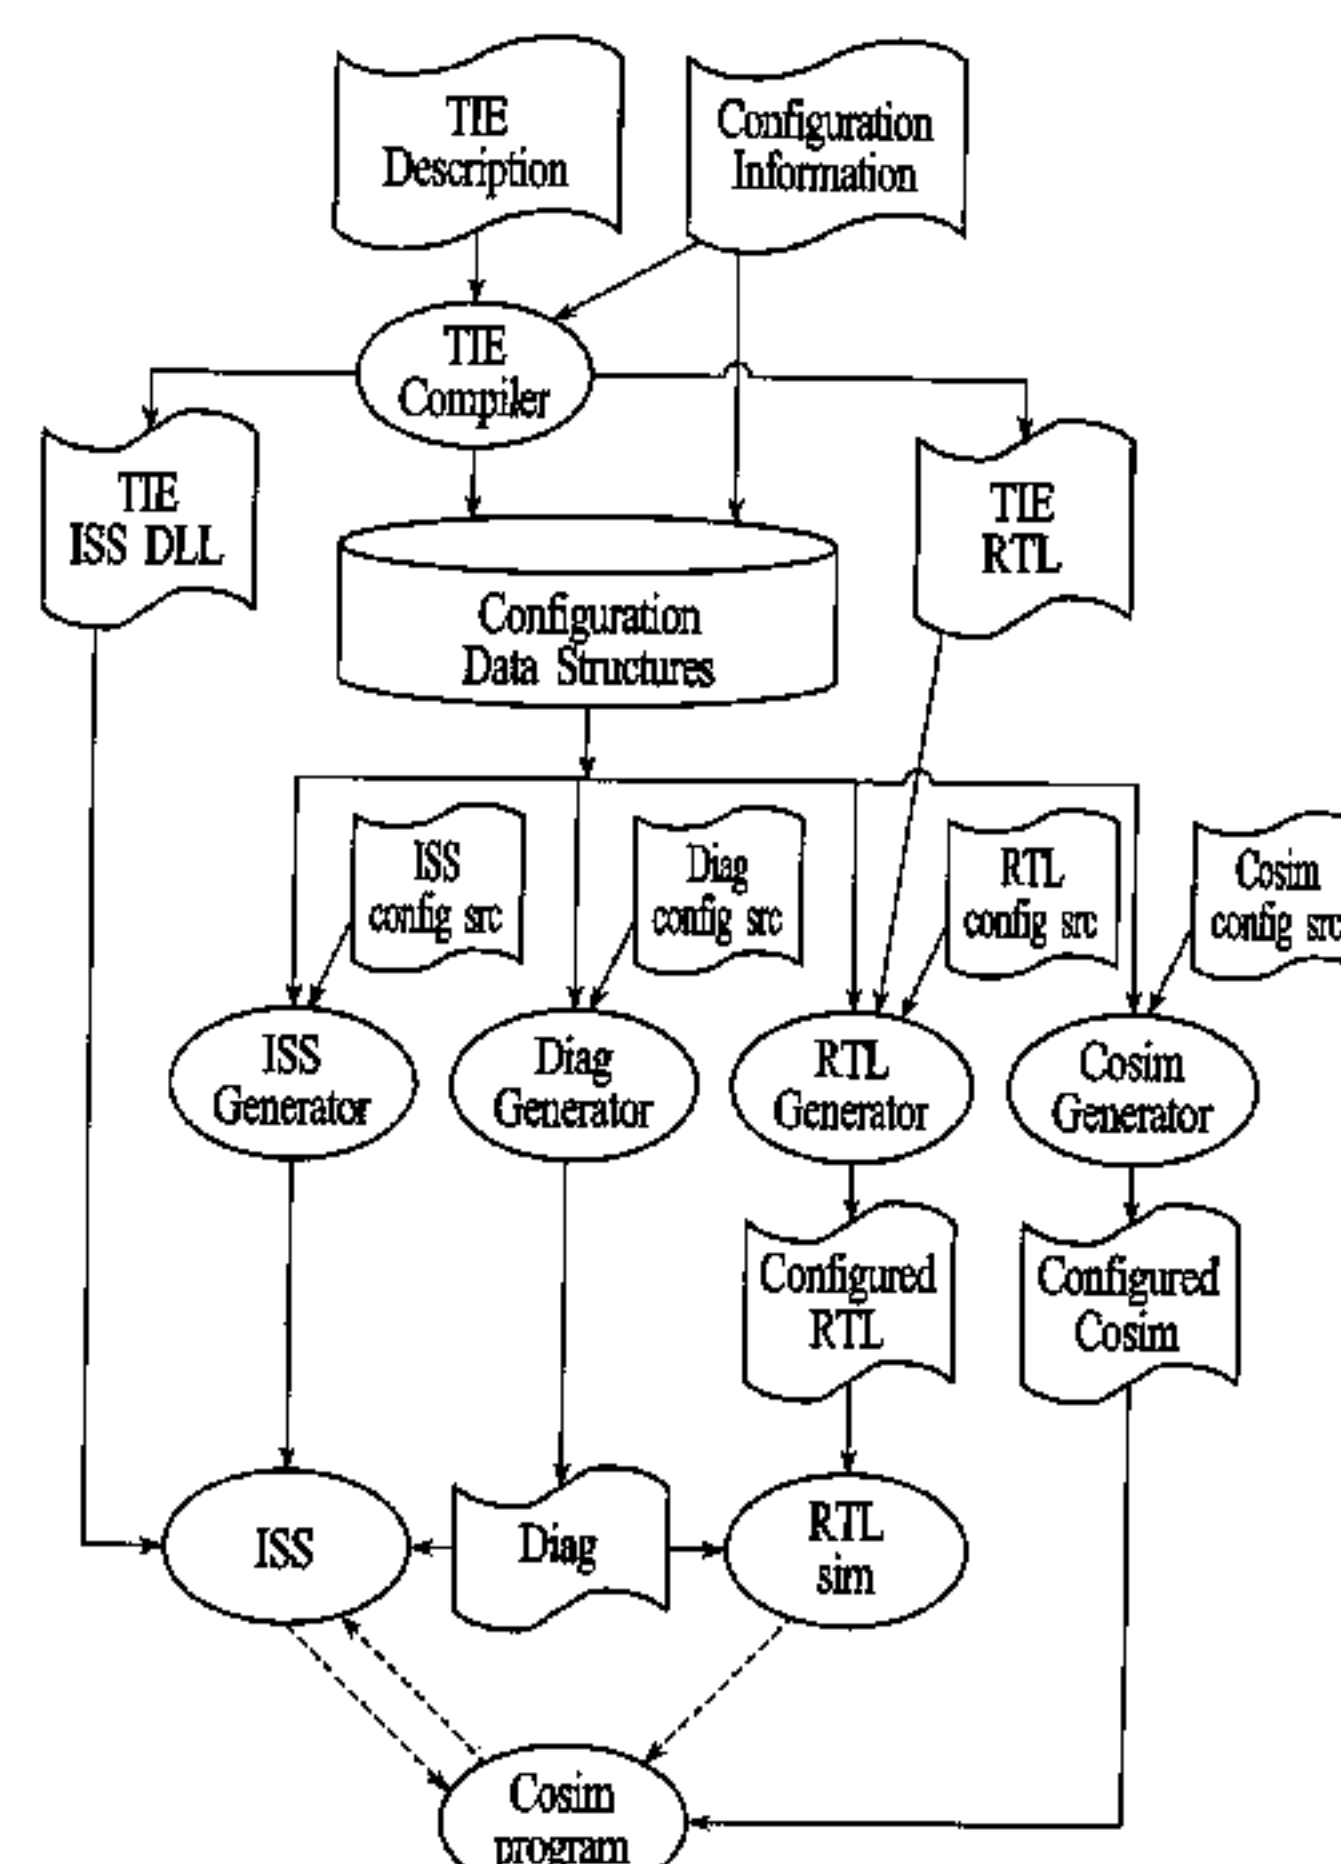 TIE
Description
Configuration
Information
TIE
Compiler
TIE
ISS DLL
TIE
RTL
Configuration
Data Structures
ISS
config src
Diag
config src
RTL
config src
Cosim
config src
ISS
Generator
Diag
Generator
RTL
Generator
Cosim
Generator
Configured
RTL
Configured
Cosim
ISS
Diag
RTL
sim
Cosim
program